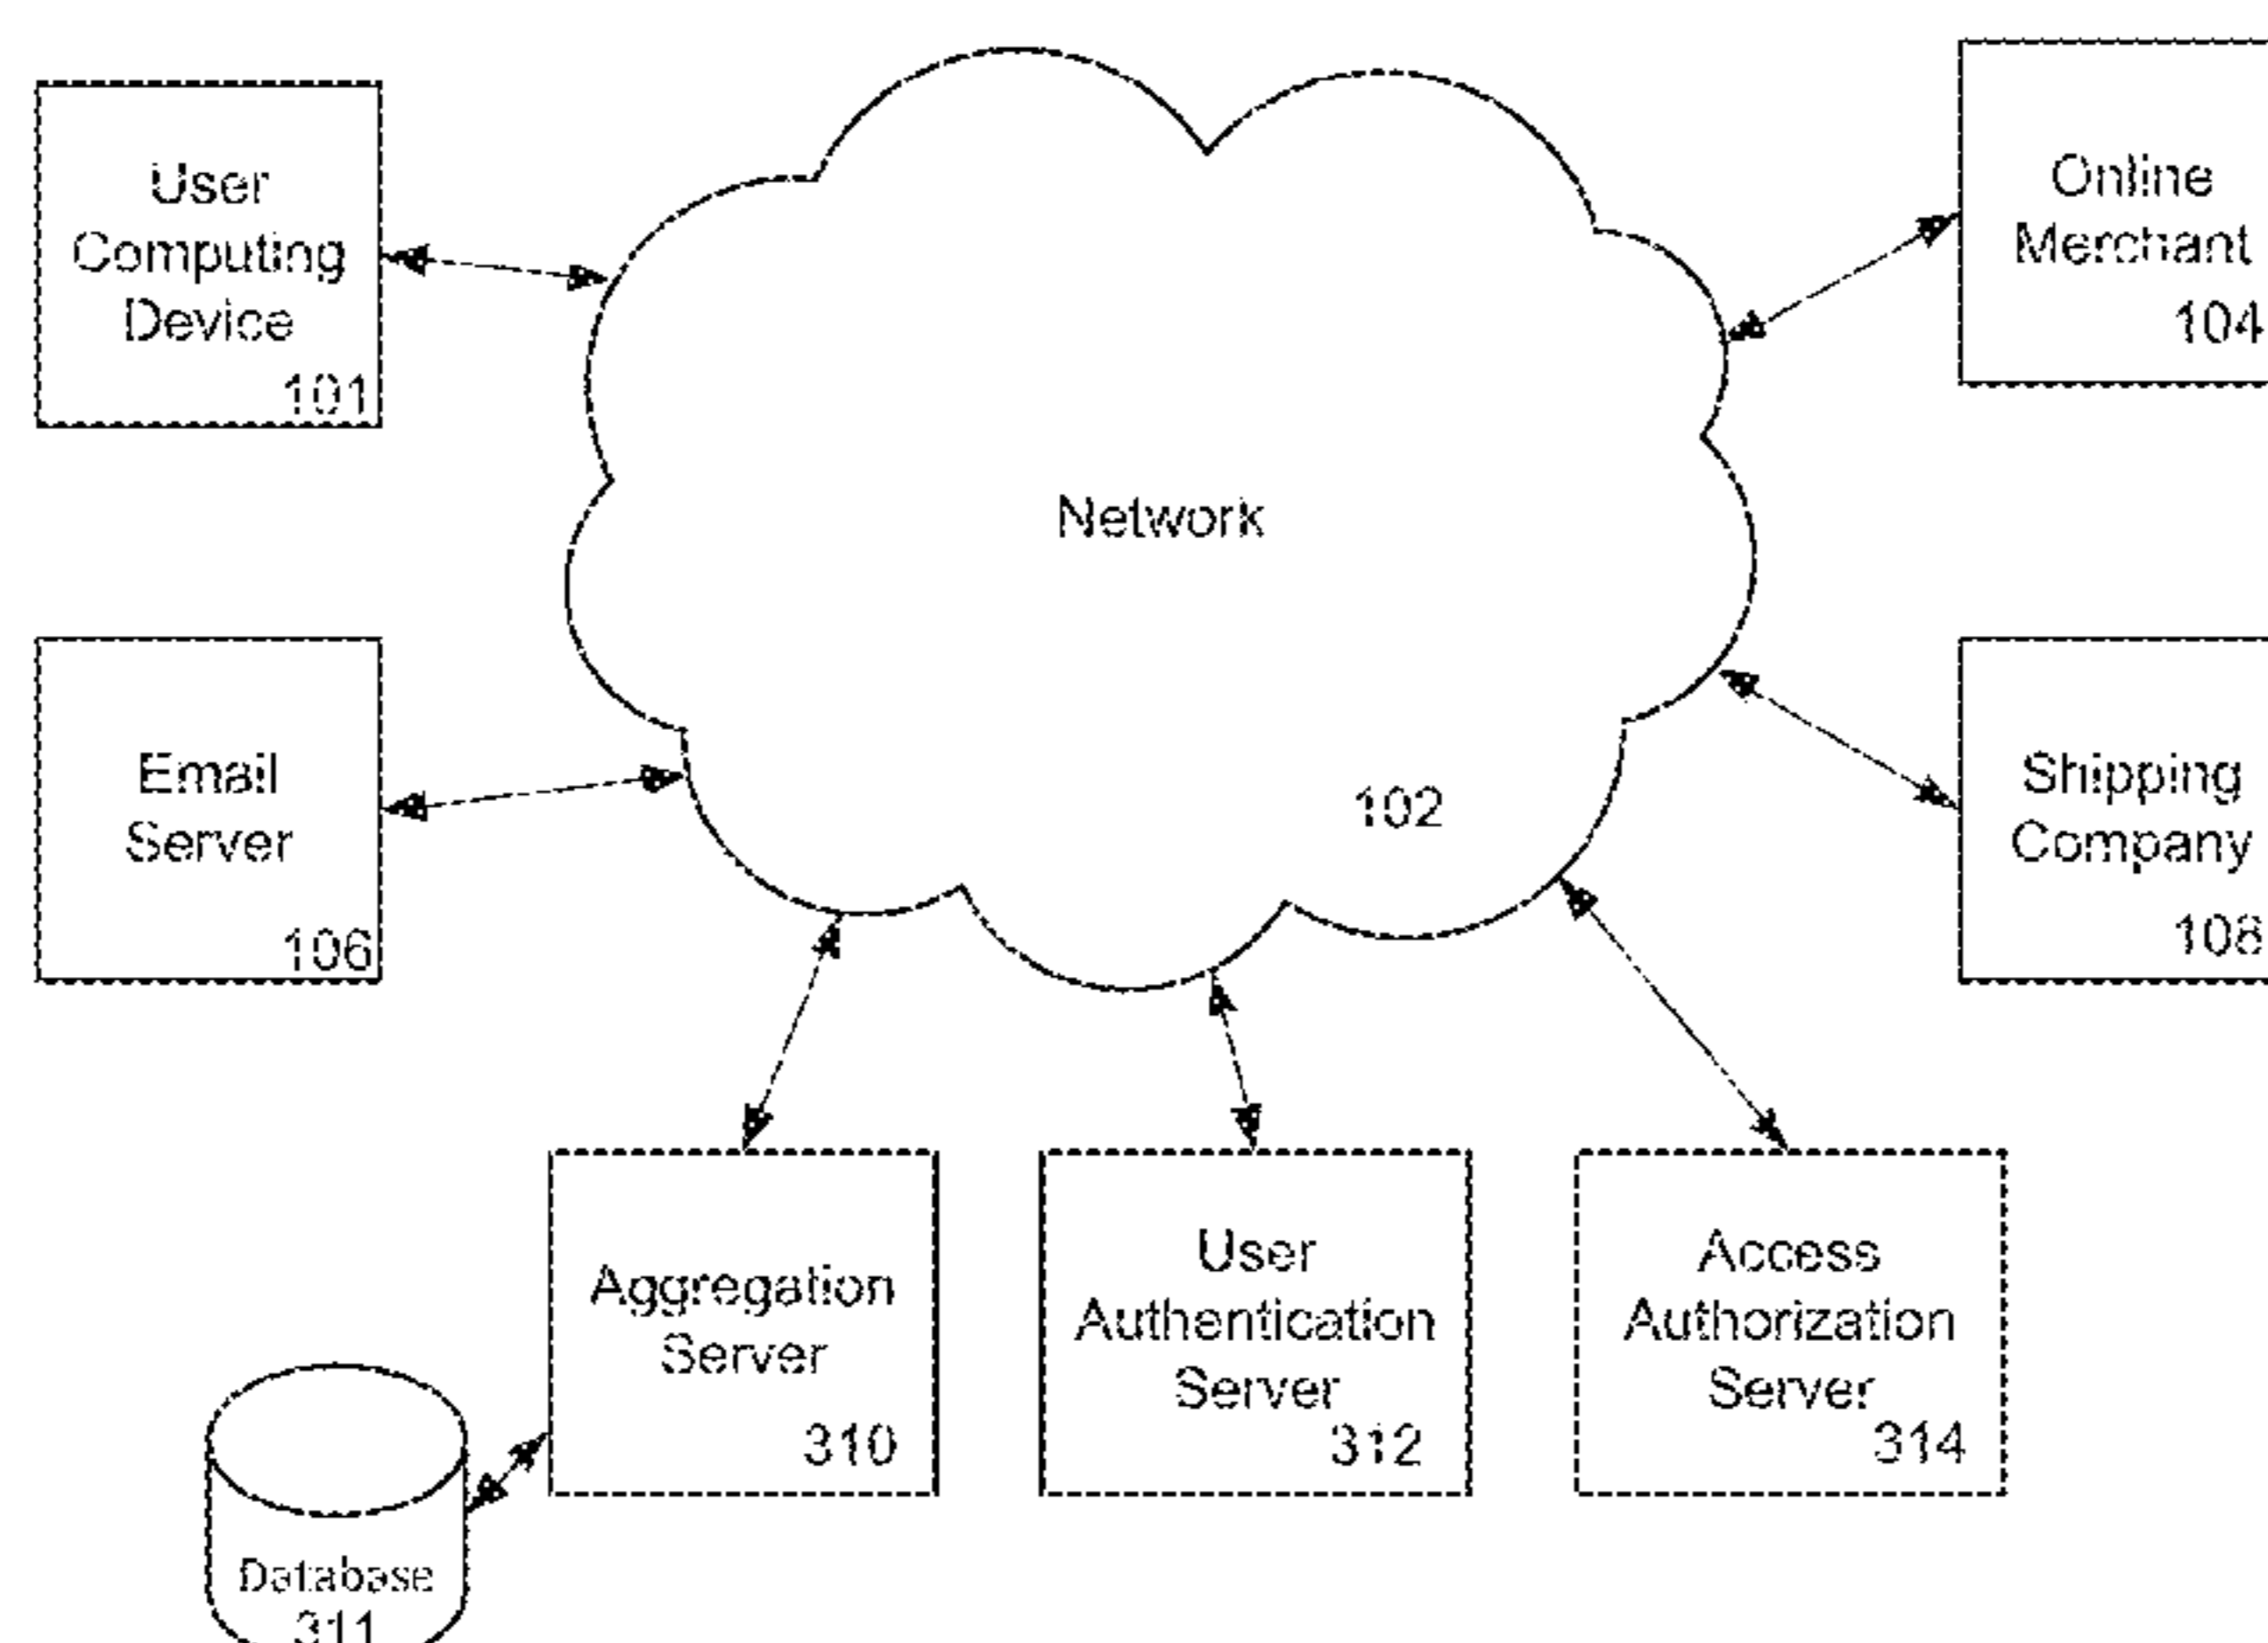 User
Computing
Device
101
Online
Merchant
104
Network
102
Email
Server
106
Shipping
Company
108
Aggregation
Server
310
User
Authentication
Server
312
Access
Authorization
Server
314
Database
311